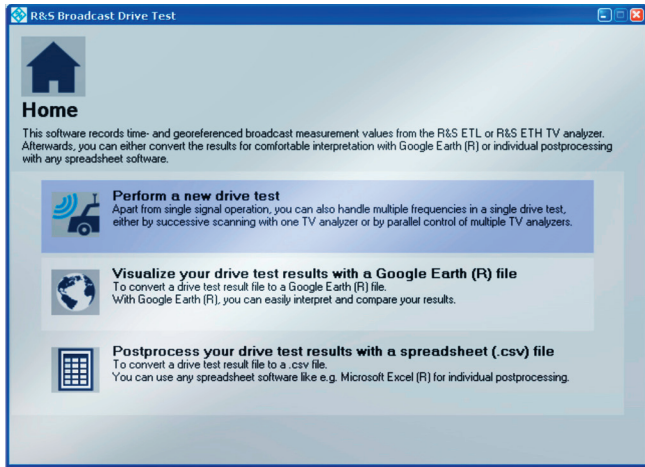 R&S Broadcast Drive Test
Home
This software records time- and georeferenced broadcast measurement values from the R&S ETL or R&S ETH TV analyzer.
Afterwards, you can either convert the results for comfortable interpretation with Google Earth (R) or individual postprocessing
with any spreadsheet software.
Perform a new drive test
Apart from single signal operation, you can also handle multiple frequencies in a single drive test,
either by successive scanning with one TV analyzer or by parallel control of multiple TV analyzers.
Visualize your drive test results with a Google Earth (R) file
To convert a drive test result file to a Google Earth (R) file.
With Google Earth (R), you can easily interpret and compare your results.
Postprocess your drive test results with a spreadsheet (.csv) file
To convert a drive test result file to a .csv file.
You can use any spreadsheet software like e.g. Microsoft Excel (R) for individual postprocessing.